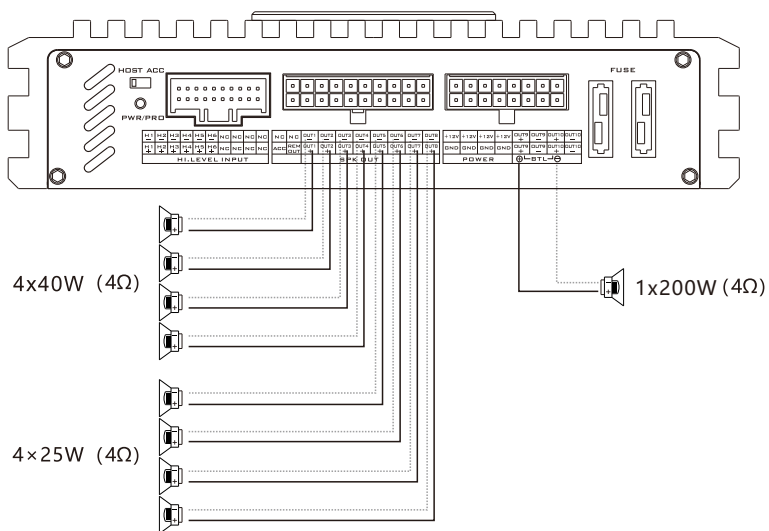 HOST ACC
PWR/PRO
FUSE
H1 H2 H3 H4 H5 H6 NC NC NC NC
− − − − − −
H1 H2 H3 H4 H5 H6 NC NC NC NC
+ + + + + +
HI.LEVEL INPUT
NC NC OUT1 OUT2 OUT3 OUT4 OUT5 OUT6 OUT7 OUT8
− − − − − − − −
ACC REM OUT OUT1 OUT2 OUT3 OUT4 OUT5 OUT6 OUT7 OUT8
+ + + + + + + +
SPK OUT
+12V +12V +12V +12V OUT9 OUT9 OUT10 OUT10
+ − + −
GND GND GND GND OUT9 OUT9 OUT10 OUT10
+ − + −
POWER
⊕ BTL ⊖
4x40W (4Ω)
4×25W (4Ω)
1x200W (4Ω)